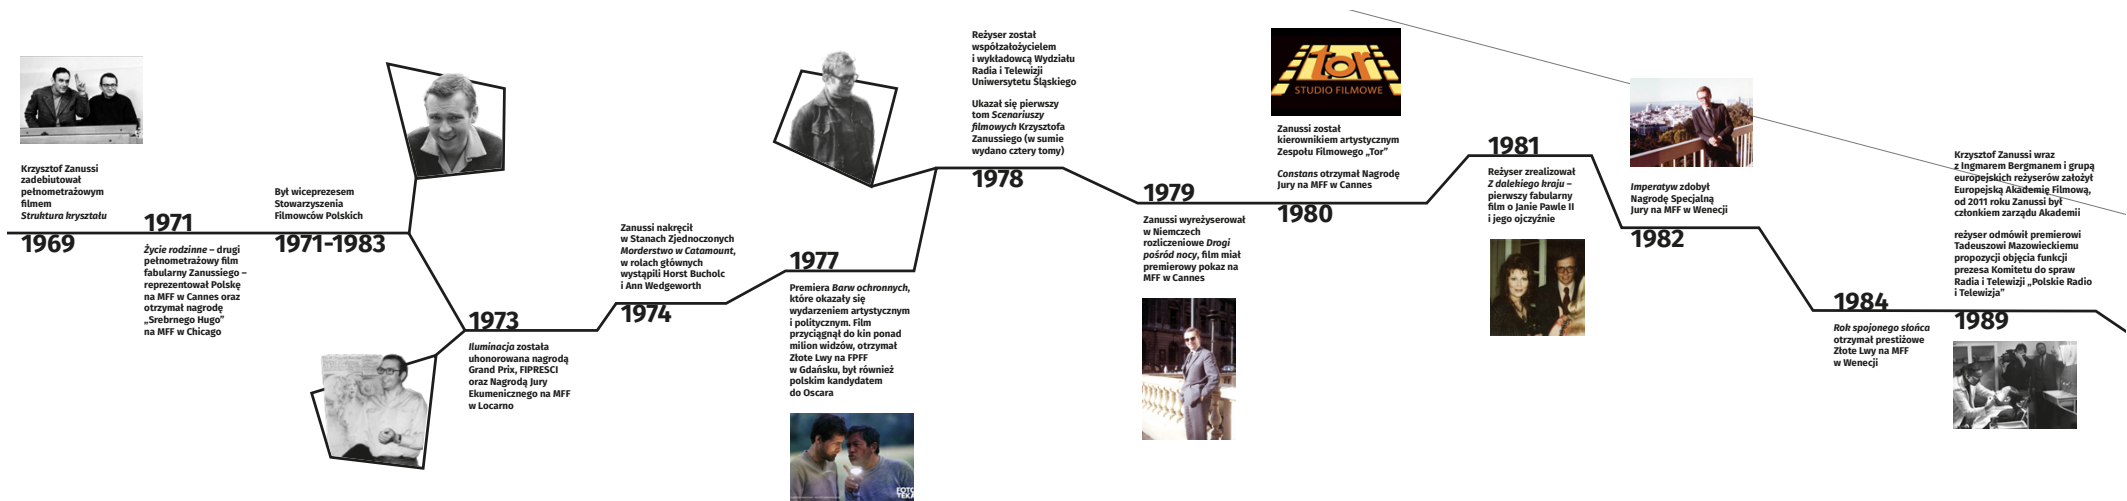 Krzysztof Zanussi
zadebiutował
pełnometrażowym
filmem
Struktura kryształu
1969
1971
Życie rodzinne – drugi
pełnometrażowy film
fabularny Zanussiego –
reprezentował Polskę
na MFF w Cannes oraz
otrzymał nagrodę
„Srebrnego Hugo”
na MFF w Chicago
Był wiceprezesem
Stowarzyszenia
Filmowców Polskich
1971-1983
1973
Iluminacja została
uhonorowana nagrodą
Grand Prix, FIPRESCI
oraz Nagrodą Jury
Ekumenicznego na MFF
w Locarno
Zanussi nakręcił
w Stanach Zjednoczonych
Morderstwo w Catamount,
w rolach głównych
wystąpili Horst Bucholc
i Ann Wedgeworth
1974
1977
Premiera Barw ochronnych,
które okazały się
wydarzeniem artystycznym
i politycznym. Film
przyciągnął do kin ponad
milion widzów, otrzymał
Złote Lwy na FPFF
w Gdańsku, był również
polskim kandydatem
do Oscara
FOTO
TEKA
Reżyser został
współzałożycielem
i wykładowcą Wydziału
Radia i Telewizji
Uniwersytetu Śląskiego
Ukazał się pierwszy
tom Scenariuszy
filmowych Krzysztofa
Zanussiego (w sumie
wydano cztery tomy)
1978
1979
Zanussi wyreżyserował
w Niemczech
rozliczeniowe Drogi
pośród nocy, film miał
premierowy pokaz na
MFF w Cannes
tor
STUDIO FILMOWE
Zanussi został
kierownikiem artystycznym
Zespołu Filmowego „Tor”
Constans otrzymał Nagrodę
Jury na MFF w Cannes
1980
1981
Reżyser zrealizował
Z dalekiego kraju –
pierwszy fabularny
film o Janie Pawle II
i jego ojczyźnie
Imperatyw zdobył
Nagrodę Specjalną
Jury na MFF w Wenecji
1982
1984
Rok spojonego słońca
otrzymał prestiżowe
Złote Lwy na MFF
w Wenecji
Krzysztof Zanussi wraz
z Ingmarem Bergmanem i grupą
europejskich reżyserów założył
Europejską Akademię Filmową,
od 2011 roku Zanussi był
członkiem zarządu Akademii
reżyser odmówił premierowi
Tadeuszowi Mazowieckiemu
propozycji objęcia funkcji
prezesa Komitetu do spraw
Radia i Telewizji „Polskie Radio
i Telewizja”
1989